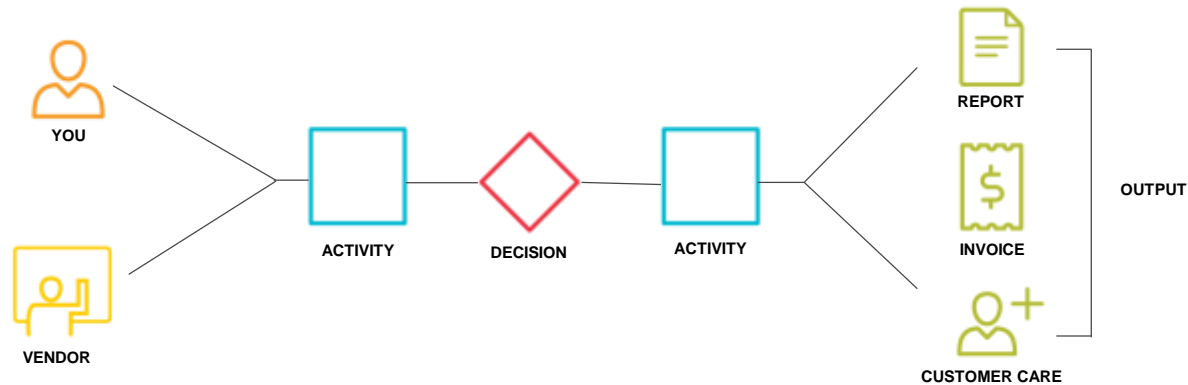 YOU
VENDOR
ACTIVITY
DECISION
ACTIVITY
REPORT
$
INVOICE
CUSTOMER CARE
OUTPUT